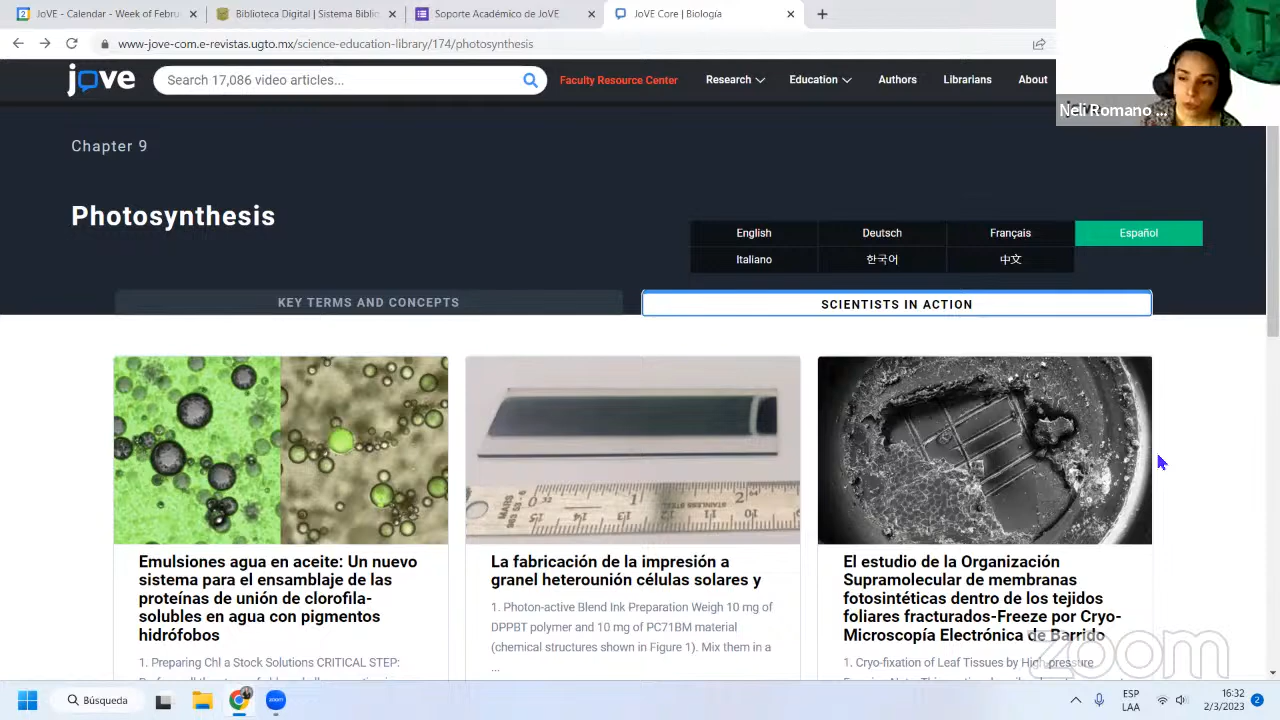 JoVE - Calendar - Week of Febru
Biblioteca Digital | Sistema Biblio
Soporte Académico de JoVE
JoVE Core | Biología
www-jove-com.e-revistas.ugto.mx/science-education-library/174/photosynthesis
jove
Search 17,086 video articles...
Faculty Resource Center
Research
Education
Authors
Librarians
About
Neli Romano ...
Chapter 9
Photosynthesis
English
Deutsch
Français
Español
Italiano
한국어
中文
KEY TERMS AND CONCEPTS
SCIENTISTS IN ACTION
Emulsiones agua en aceite: Un nuevo
sistema para el ensamblaje de las
proteínas de unión de clorofila-
solubles en agua con pigmentos
hidrófobos
1. Preparing Chl a Stock Solutions CRITICAL STEP:
MARS
STAINLESS STEEL
La fabricación de la impresión a
granel heterounión células solares y
1. Photon-active Blend Ink Preparation Weigh 10 mg of
DPPBT polymer and 10 mg of PC71BM material
(chemical structures shown in Figure 1). Mix them in a
...
El estudio de la Organización
Supramolecular de membranas
fotosintéticas dentro de los tejidos
foliares fracturados-Freeze por Cryo-
Microscopía Electrónica de Barrido
1. Cryo-fixation of Leaf Tissues by High-pressure
zoom
Búsqueda
zoom
ESP
LAA
16:32
2/3/2023
2